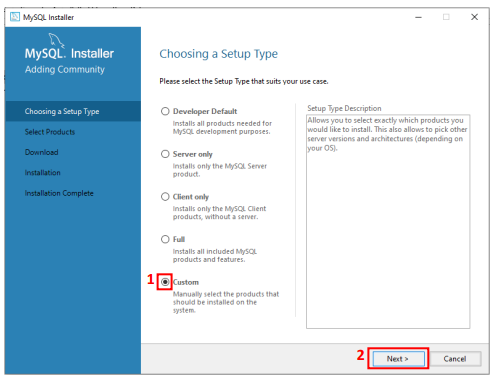 MySQL Installer
MySQL. Installer
Adding Community
Choosing a Setup Type
Select Products
Download
Installation
Installation Complete
Choosing a Setup Type
Please select the Setup Type that suits your use case.
Developer Default
Installs all products needed for
MySQL development purposes.
Server only
Installs only the MySQL Server
product.
Client only
Installs only the MySQL Client
products, without a server.
Full
Installs all included MySQL
products and features.
1
Custom
Manually select the products that
should be installed on the
system.
Setup Type Description
Allows you to select exactly which products you
would like to install. This also allows to pick other
server versions and architectures (depending on
your OS).
2
Next >
Cancel